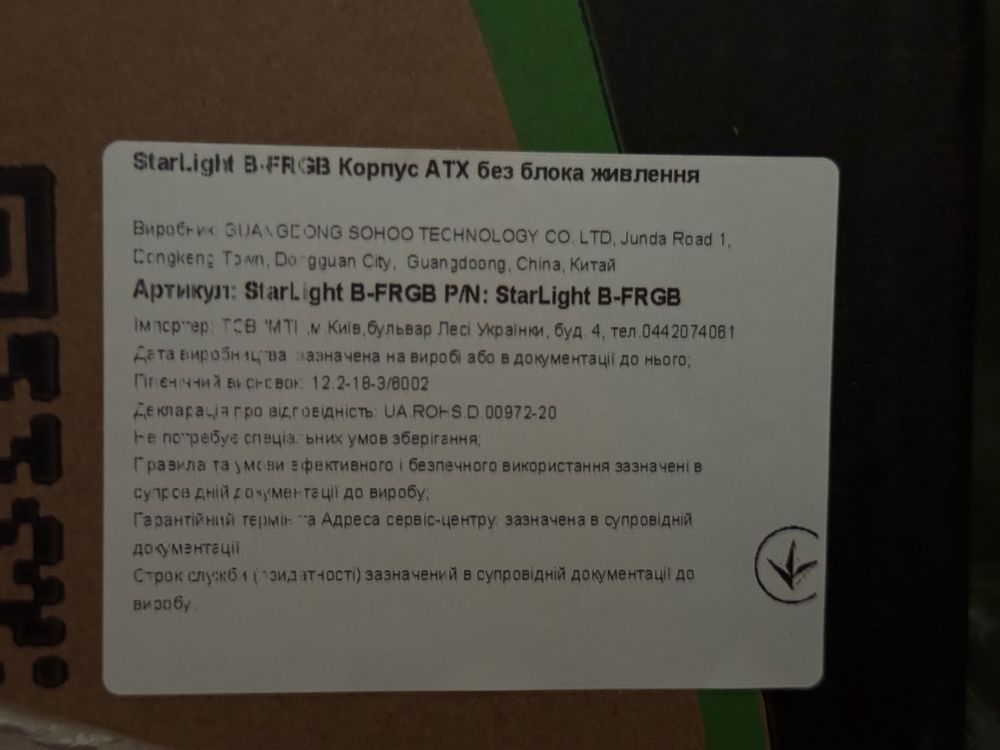 StarLight B-FRGB Корпус ATX без блока живлення
Виробник: GUANGDONG SOHOO TECHNOLOGY CO. LTD, Junda Road 1,
Dongkeng Town, Dongguan City, Guangdoong, China, Китай
Артикул: StarLight B-FRGB P/N: StarLight B-FRGB
Імпортер: ТОВ "МТІ", м.Київ,бульвар Лесі Українки, буд. 4, тел.0442074061
Дата виробництва зазначена на виробі або в документації до нього;
Гігієнічний висновок: 12.2-18-3/6002
Декларація про відповідність: UA.ROHS.D.00972-20
Не потребує спеціальних умов зберігання;
Правила та умови ефективного і безпечного використання зазначені в
супровідній документації до виробу;
Гарантійний термін та Адреса сервіс-центру: зазначена в супровідній
документації
Строк служби (придатності) зазначений в супровідній документації до
виробу.